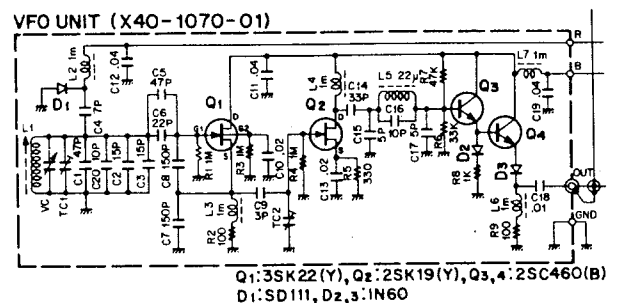 VFO UNIT (X40-1070-01)
R
B
OUT
GND
L2 1m
C12 .04
D1
C4 7P
C5 47P
C6 22P
L1
VC
TC1
C1 47P
C20 10P
C2 15P
C3 15P
C8 150P
C7 150P
Q1
G1
G2
D
S
R1 1M
R3 1M
C10 .02
C11 .04
L3 1m
R2 100
C9 3P
TC2
R4 1M
Q2
D
S
L4 1m
C14 33P
C13 .02
R5 330
C15 5P
L5 22μ
C16 10P
C17 5P
R7 47K
R6 33K
Q3
D2
R8 1K
Q4
D3
L7 1m
C19 .04
C18 .01
L6 1m
R9 100
Q1:3SK22(Y), Q2:2SK19(Y), Q3,4:2SC460(B)
D1:SD111, D2,3:1N60